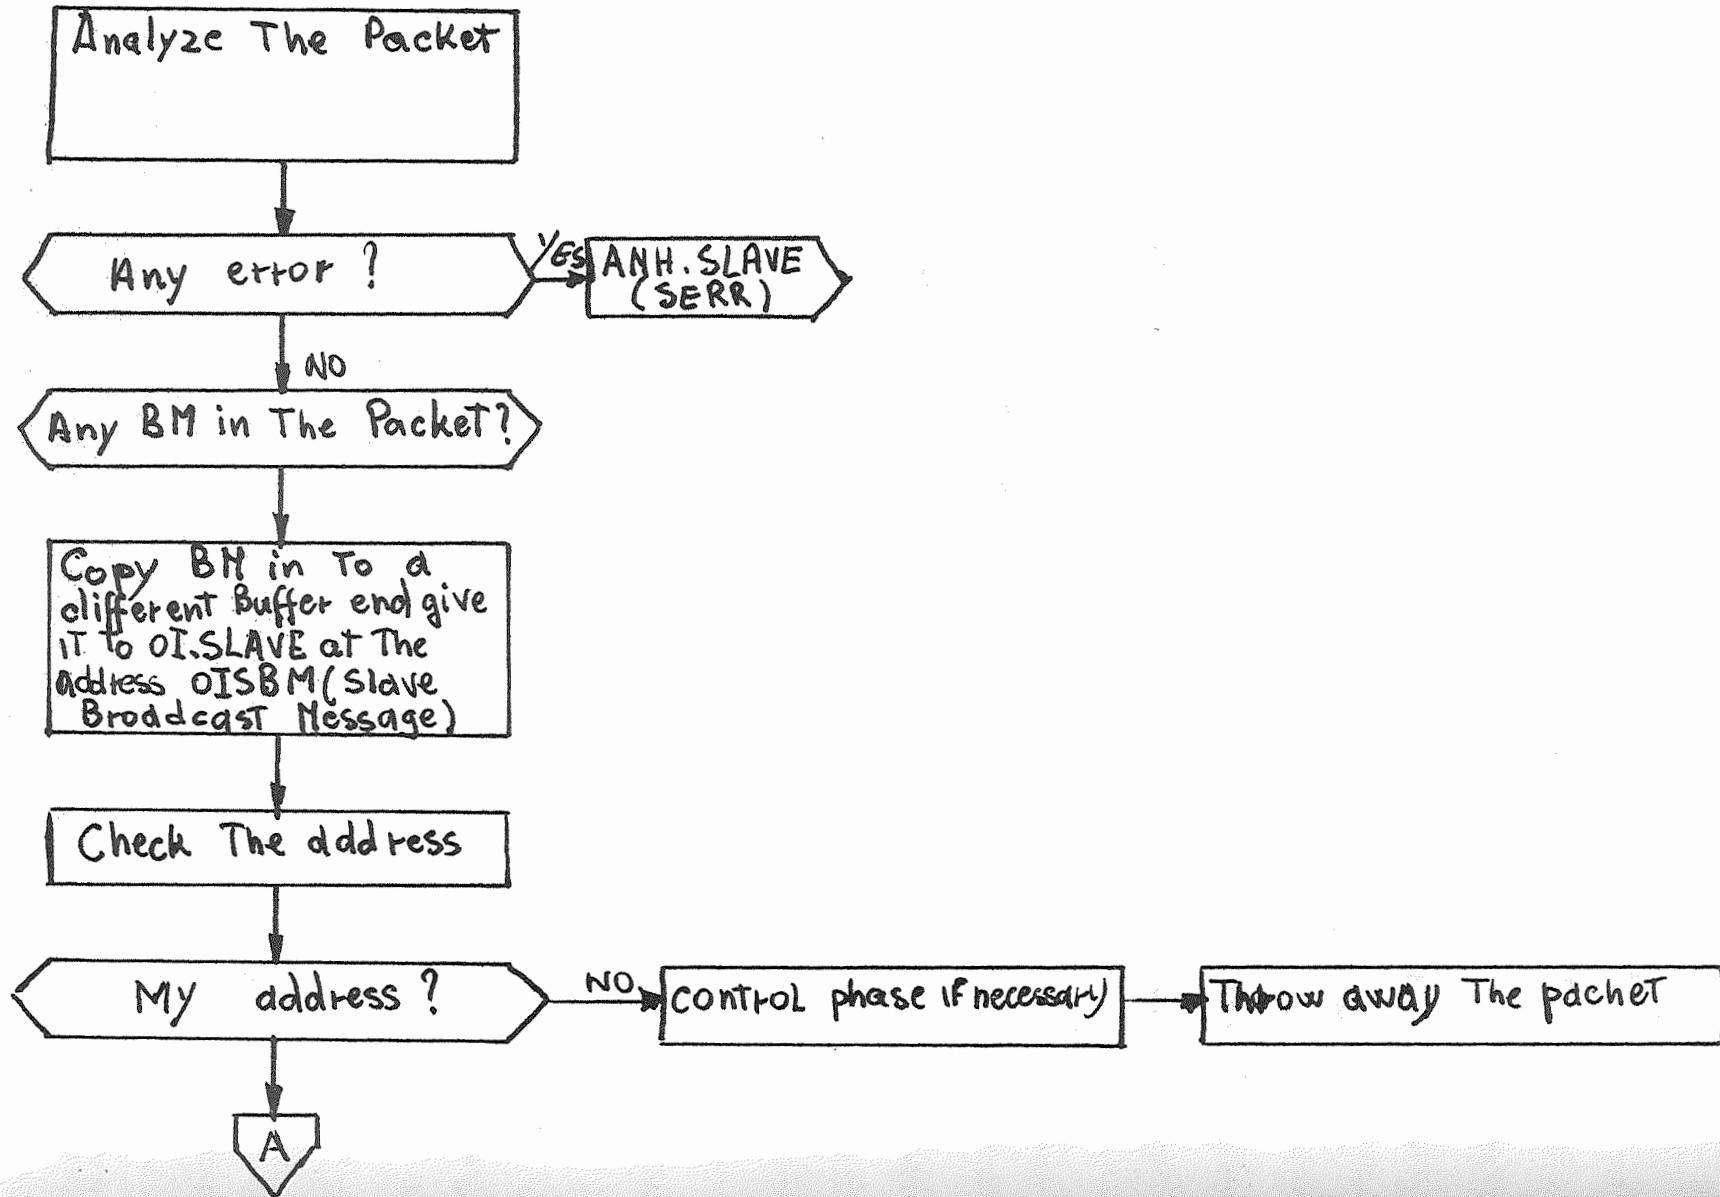 Analyze The Packet
Any error ?
YES
ANH.SLAVE
(SERR)
NO
Any BM in The Packet?
Copy BM in To a
different Buffer end give
iT to OI.SLAVE at The
address OISBM(Slave
Broadcast Message)
Check The address
My address ?
NO
control phase if necessary
Throw away The packet
A